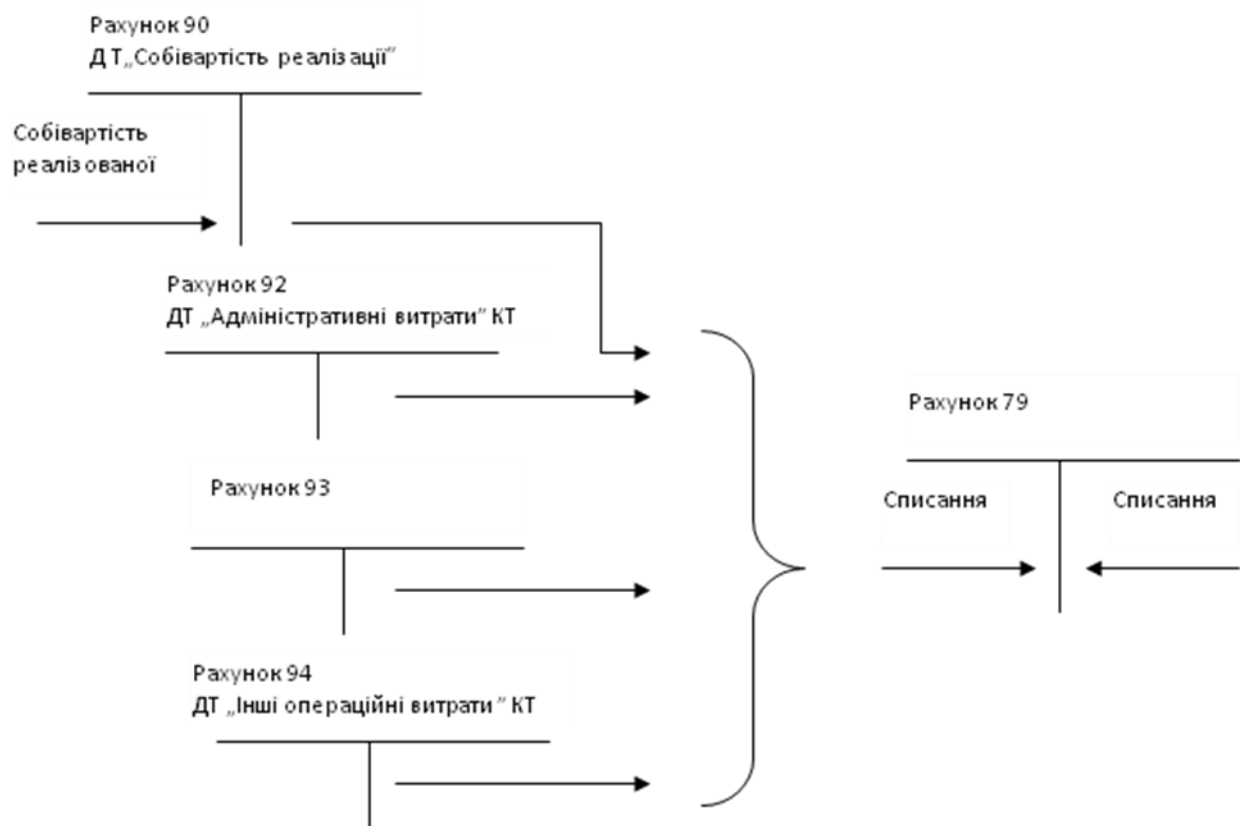 Рахунок 90
ДТ„Собівартість реалізації”
Собівартість
реалізованої
Рахунок 92
ДТ „Адміністративні витрати” КТ
Рахунок 79
Рахунок 93
Списання
Списання
Рахунок 94
ДТ „Інші операційні витрати” КТ